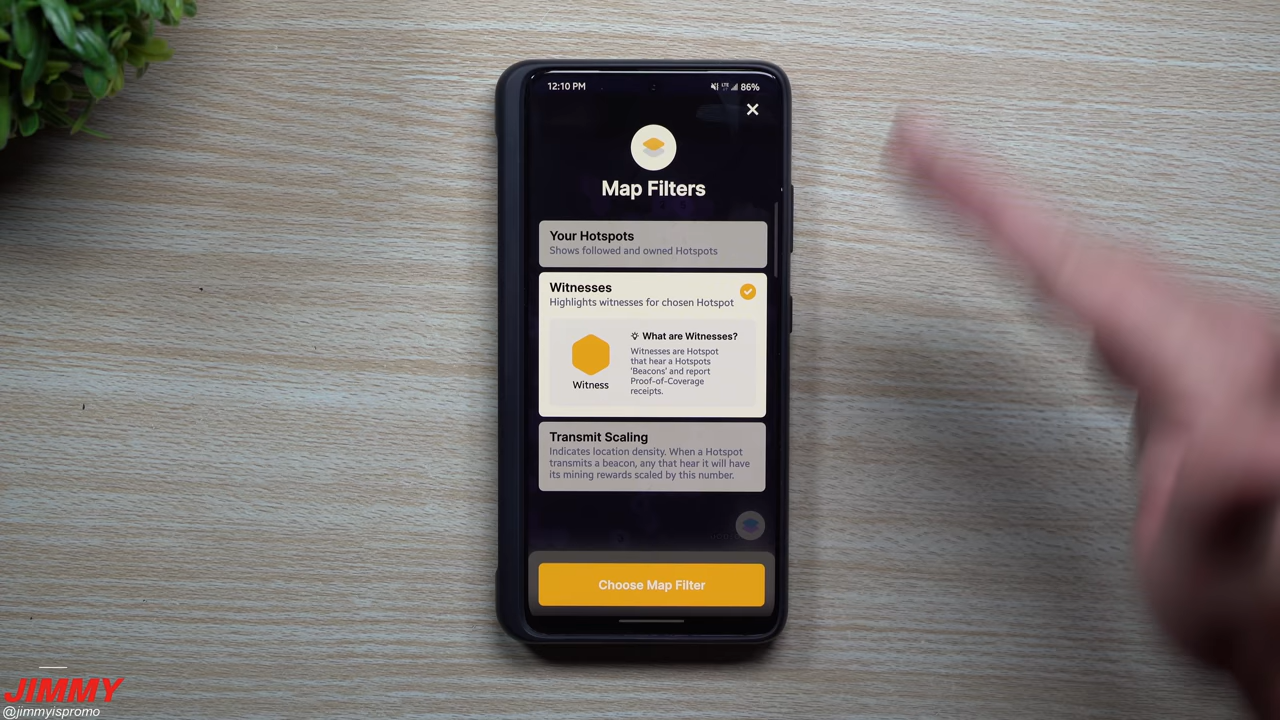 12:10 PM
LTE 86%
Map Filters
Your Hotspots
Shows followed and owned Hotspots
Witnesses
Highlights witnesses for chosen Hotspot
What are Witnesses?
Witnesses are Hotspot
that hear a Hotspots
'Beacons' and report
Proof-of-Coverage
receipts.
Witness
Transmit Scaling
Indicates location density. When a Hotspot
transmits a beacon, any that hear it will have
its mining rewards scaled by this number.
Choose Map Filter
JIMMY
@jimmyispromo